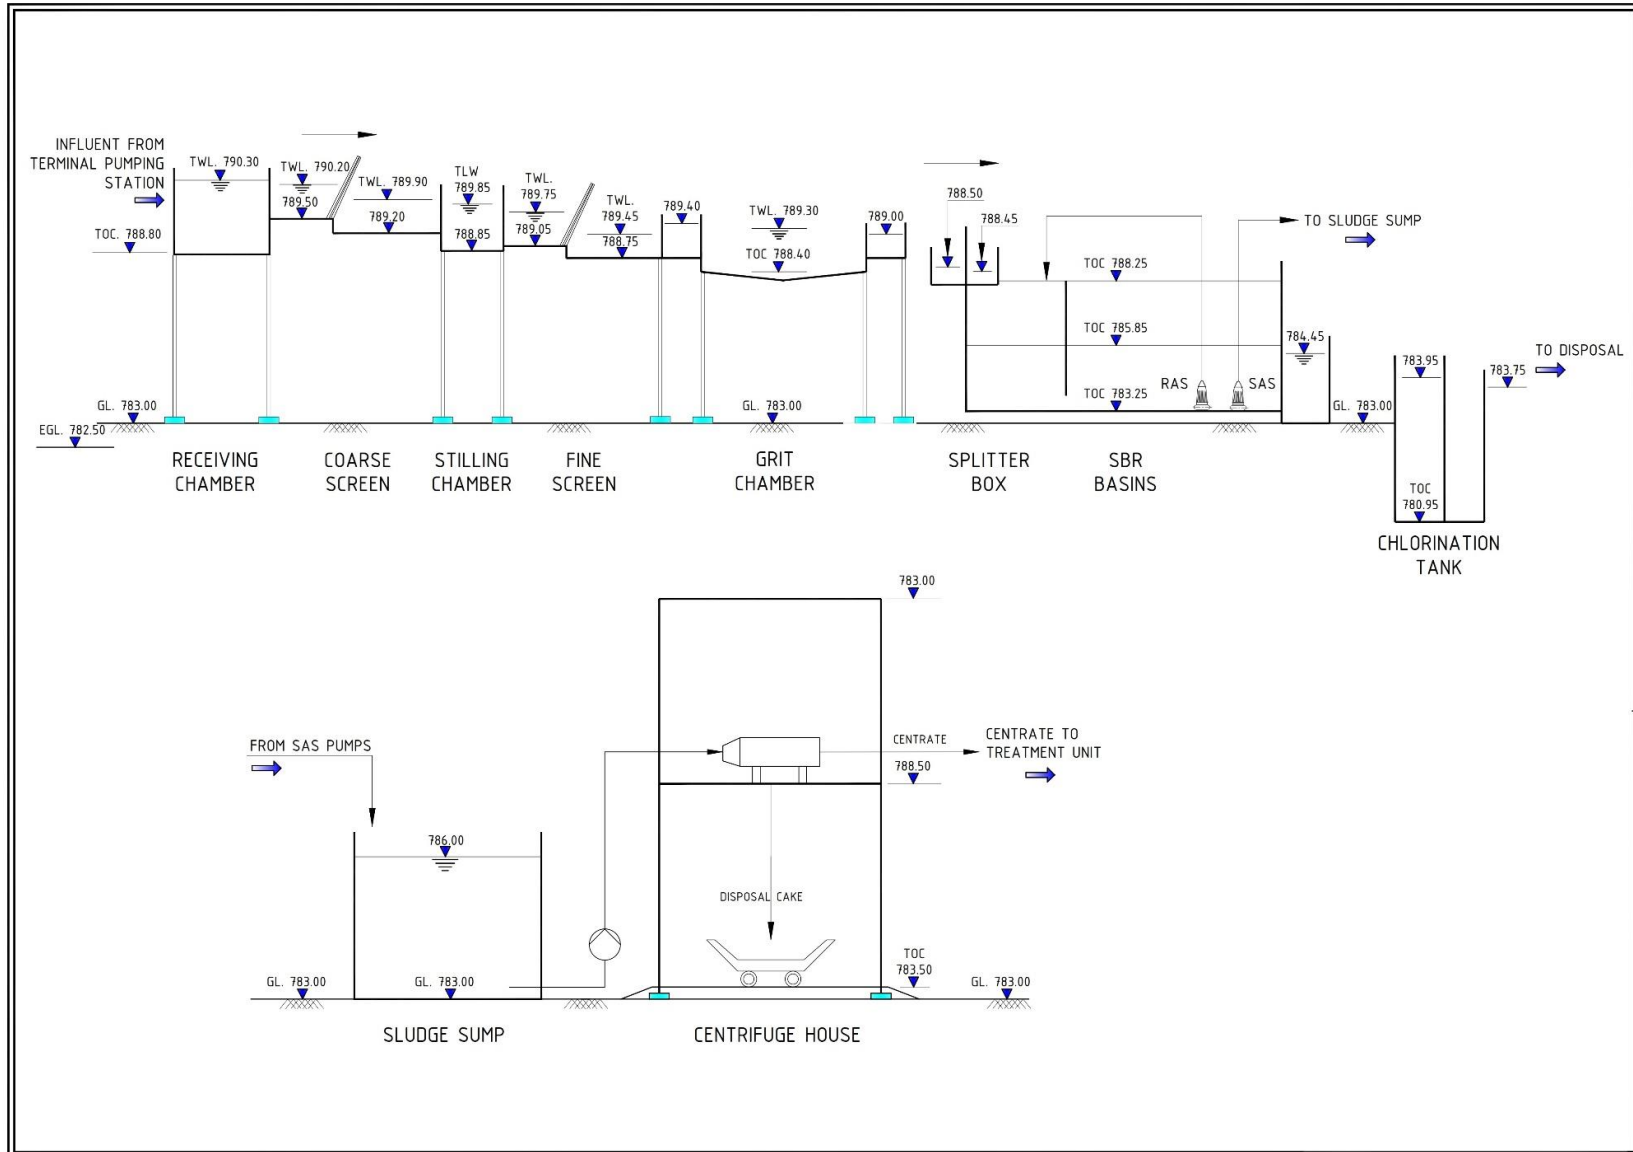 INFLUENT FROM
TERMINAL PUMPING
STATION
TWL. 790.30
TOC. 788.80
GL. 783.00
EGL. 782.50
TWL. 790.20
789.50
TWL. 789.90
789.20
TLW
789.85
788.85
TWL.
789.75
789.05
TWL.
789.45
788.75
789.40
TWL. 789.30
TOC 788.40
GL. 783.00
789.00
788.50
788.45
TOC 788.25
TOC 785.85
TOC 783.25
RAS
SAS
TO SLUDGE SUMP
784.45
GL. 783.00
783.95
783.75
TO DISPOSAL
TOC
780.95
RECEIVING
CHAMBER
COARSE
SCREEN
STILLING
CHAMBER
FINE
SCREEN
GRIT
CHAMBER
SPLITTER
BOX
SBR
BASINS
CHLORINATION
TANK
FROM SAS PUMPS
786.00
GL. 783.00
GL. 783.00
SLUDGE SUMP
783.00
CENTRATE
CENTRATE TO
TREATMENT UNIT
788.50
DISPOSAL CAKE
TOC
783.50
GL. 783.00
CENTRIFUGE HOUSE